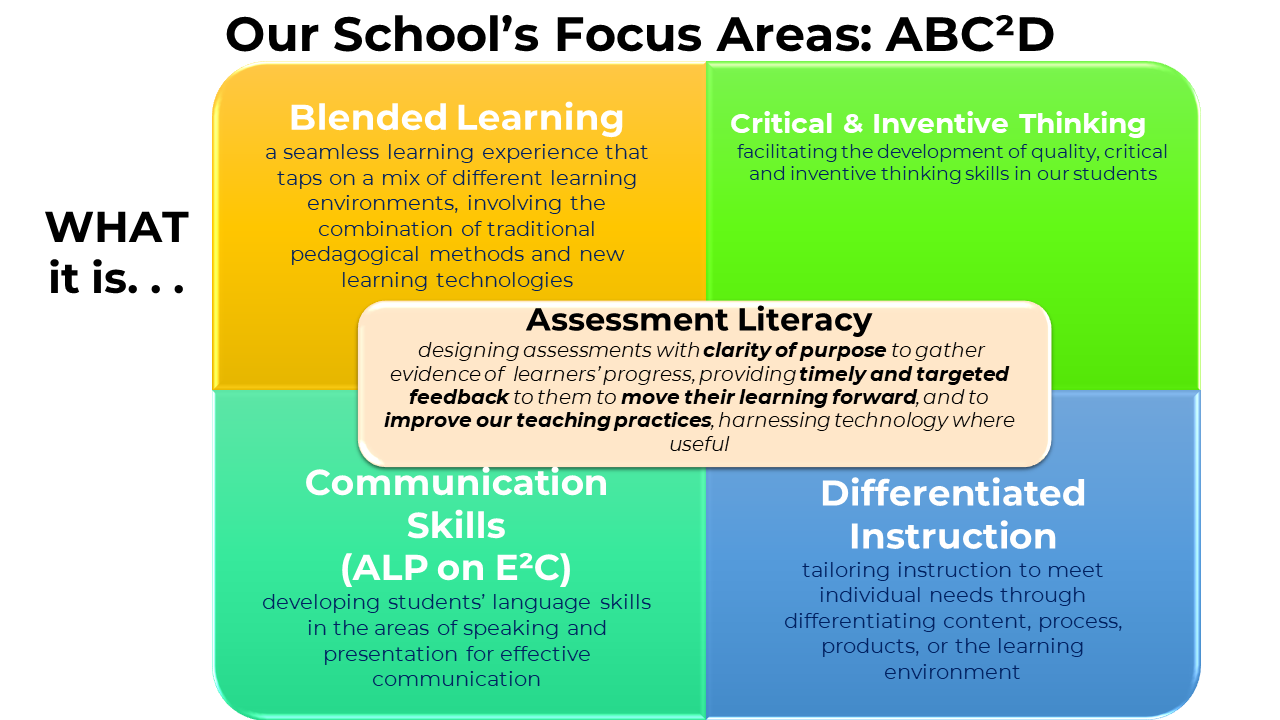 Our School’s Focus Areas: ABC²D
WHAT
it is. . .
Blended Learning
a seamless learning experience that
taps on a mix of different learning
environments, involving the
combination of traditional
pedagogical methods and new
learning technologies
Critical & Inventive Thinking
facilitating the development of quality, critical
and inventive thinking skills in our students
Assessment Literacy
designing assessments with clarity of purpose to gather
evidence of learners’ progress, providing timely and targeted
feedback to them to move their learning forward, and to
improve our teaching practices, harnessing technology where
useful
Communication
Skills
(ALP on E²C)
developing students’ language skills
in the areas of speaking and
presentation for effective
communication
Differentiated
Instruction
tailoring instruction to meet
individual needs through
differentiating content, process,
products, or the learning
environment